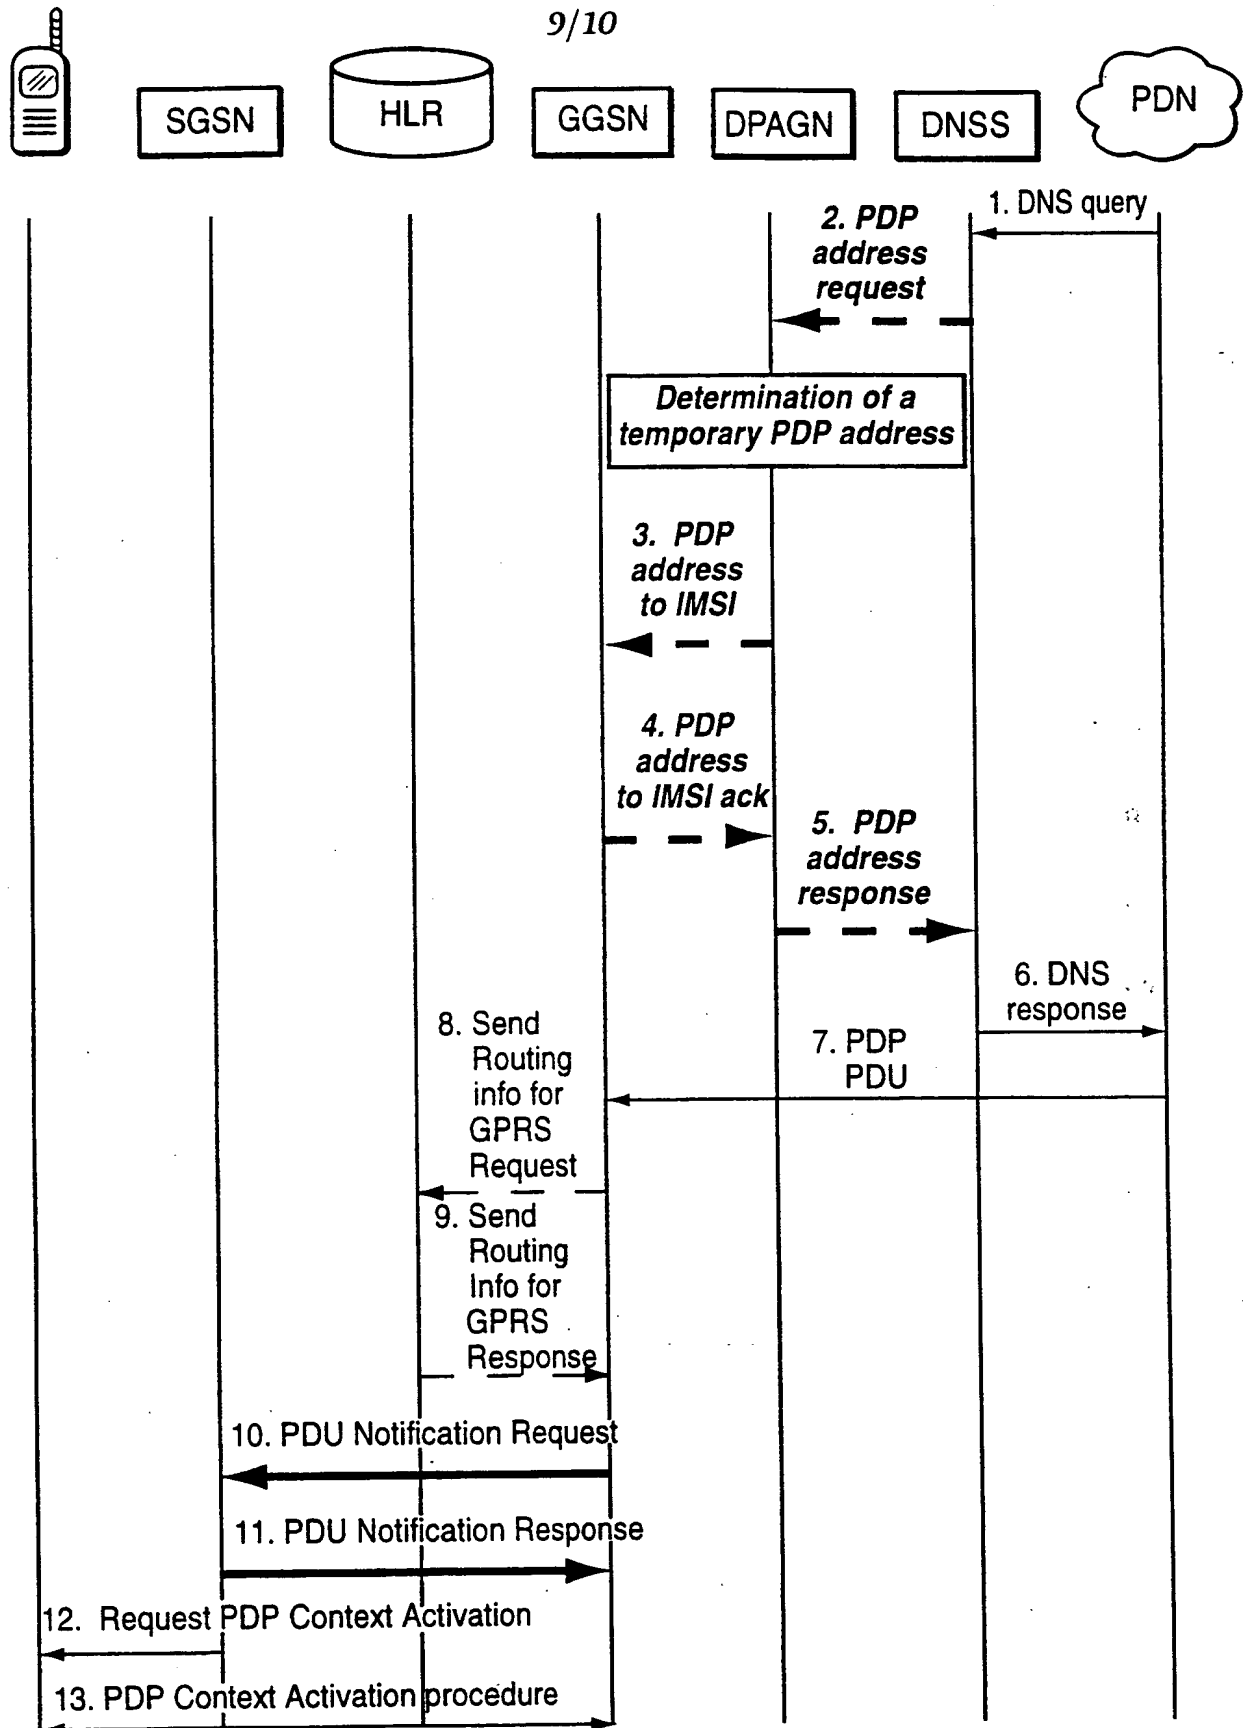 9/10
SGSN
HLR
GGSN
DPAGN
DNSS
PDN
1. DNS query
2. PDP
address
request
Determination of a
temporary PDP address
3. PDP
address
to IMSI
4. PDP
address
to IMSI ack
5. PDP
address
response
6. DNS
response
7. PDP
PDU
8. Send
Routing
info for
GPRS
Request
9. Send
Routing
Info for
GPRS
Response
10. PDU Notification Request
11. PDU Notification Response
12. Request PDP Context Activation
13. PDP Context Activation procedure